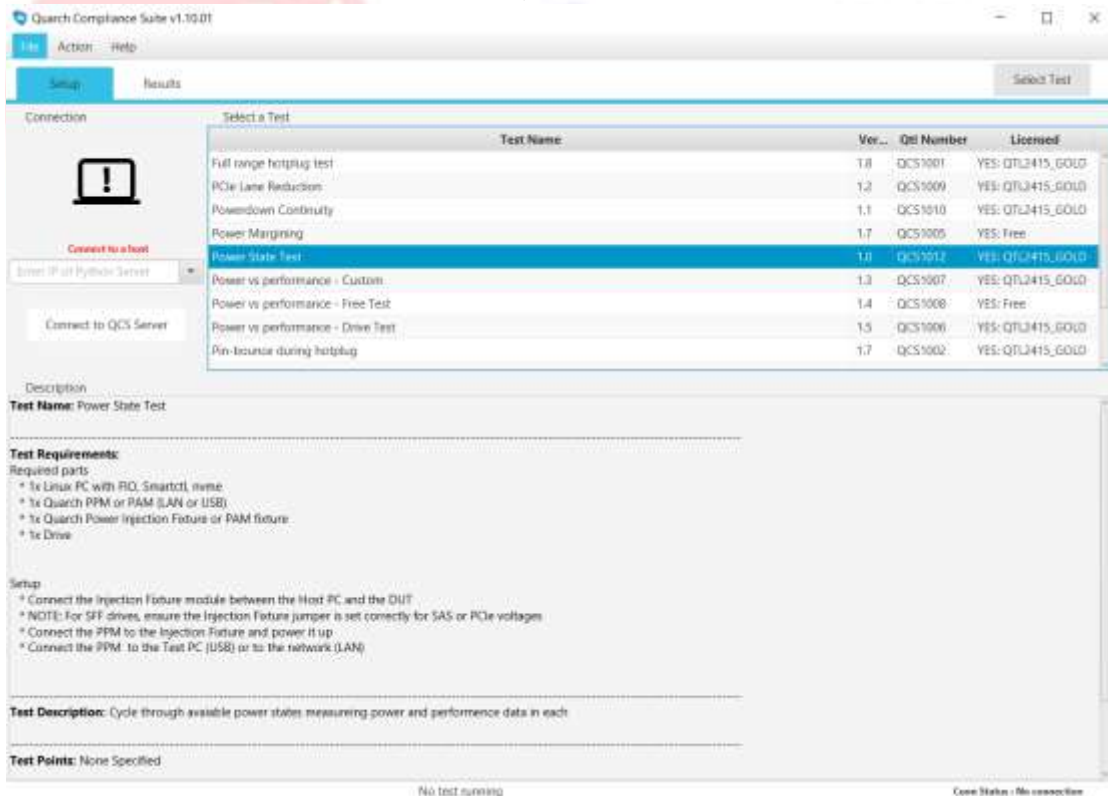 Quarch Compliance Suite v1.10.01
File Action Help
Setup Results Select Test
Connection Select a Test
Test Name Ver... Qtl Number Licensed
Full range hotplug test 1.8 QCS1001 YES: QTL2415_GOLD
PCIe Lane Reduction 1.2 QCS1009 YES: QTL2415_GOLD
Powerdown Continuity 1.1 QCS1010 YES: QTL2415_GOLD
Power Margining 1.7 QCS1005 YES: Free
Power State Test 1.0 QCS1012 YES: QTL2415_GOLD
Power vs performance - Custom 1.3 QCS1007 YES: QTL2415_GOLD
Power vs performance - Free Test 1.4 QCS1008 YES: Free
Power vs performance - Drive Test 1.5 QCS1006 YES: QTL2415_GOLD
Pin-bounce during hotplug 1.7 QCS1002 YES: QTL2415_GOLD
Connect to a host
Enter IP of Python Server
Connect to QCS Server
Description
Test Name: Power State Test
Test Requirements:
Required parts
* 1x Linux PC with FIO, Smartctl, nvme
* 1x Quarch PPM or PAM (LAN or USB)
* 1x Quarch Power Injection Fixture or PAM fixture
* 1x Drive
Setup
* Connect the Injection Fixture module between the Host PC and the DUT
* NOTE: For SFF drives, ensure the Injection Fixture jumper is set correctly for SAS or PCIe voltages
* Connect the PPM to the Injection Fixture and power it up
* Connect the PPM to the Test PC (USB) or to the network (LAN)
Test Description: Cycle through avaiable power states measureing power and performence data in each
Test Points: None Specified
No test running Conn Status : No connection